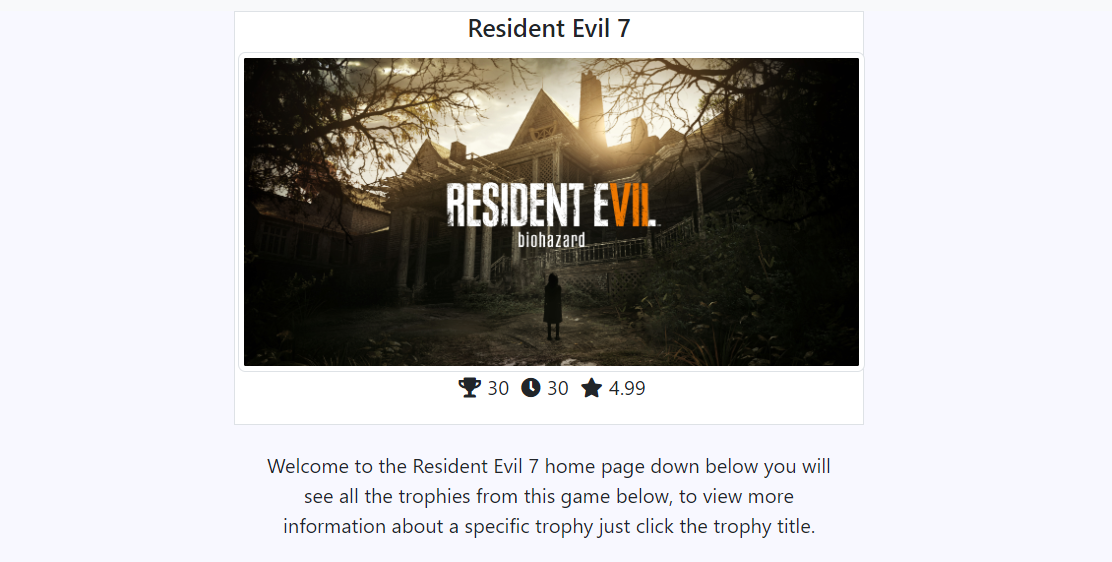 Resident Evil 7
RESIDENT EVII.
biohazard
30 30 4.99
Welcome to the Resident Evil 7 home page down below you will
see all the trophies from this game below, to view more
information about a specific trophy just click the trophy title.